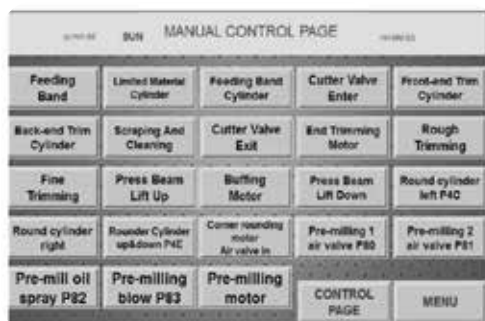 SUN MANUAL CONTROL PAGE
Feeding Band
Limited Material Cylinder
Feeding Band Cylinder
Cutter Valve Enter
Front-end Trim Cylinder
Back-end Trim Cylinder
Scraping And Cleaning
Cutter Valve Exit
End Trimming Motor
Rough Trimming
Fine Trimming
Press Beam Lift Up
Buffing Motor
Press Beam Lift Down
Round cylinder left P4C
Round cylinder right
Rounder Cylinder up&down P4E
Corner rounding motor Air valve in
Pre-milling 1 air valve P80
Pre-milling 2 air valve P81
Pre-mill oil spray P82
Pre-milling blow P83
Pre-milling motor
CONTROL PAGE
MENU